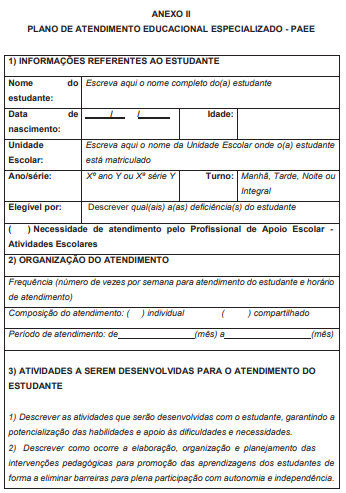 ANEXO II
PLANO DE ATENDIMENTO EDUCACIONAL ESPECIALIZADO - PAEE
1) INFORMAÇÕES REFERENTES AO ESTUDANTE
Nome do estudante: Escreva aqui o nome completo do(a) estudante
Data de nascimento: ____/____/____ Idade:
Unidade Escolar: Escreva aqui o nome da Unidade Escolar onde o(a) estudante
está matriculado
Ano/série: Xº ano Y ou Xª série Y Turno: Manhã, Tarde, Noite ou
Integral
Elegível por: Descrever qual(ais) a(as) deficiência(s) do estudante
( ) Necessidade de atendimento pelo Profissional de Apoio Escolar -
Atividades Escolares
2) ORGANIZAÇÃO DO ATENDIMENTO
Frequência (número de vezes por semana para atendimento do estudante e horário
de atendimento)
Composição do atendimento: ( ) individual ( ) compartilhado
Período de atendimento: de________________(mês) a________________(mês)
3) ATIVIDADES A SEREM DESENVOLVIDAS PARA O ATENDIMENTO DO
ESTUDANTE
1) Descrever as atividades que serão desenvolvidas com o estudante, garantindo a
potencialização das habilidades e apoio às dificuldades e necessidades.
2) Descrever como ocorre a elaboração, organização e planejamento das
intervenções pedagógicas para promoção das aprendizagens dos estudantes de
forma a eliminar barreiras para plena participação com autonomia e independência.